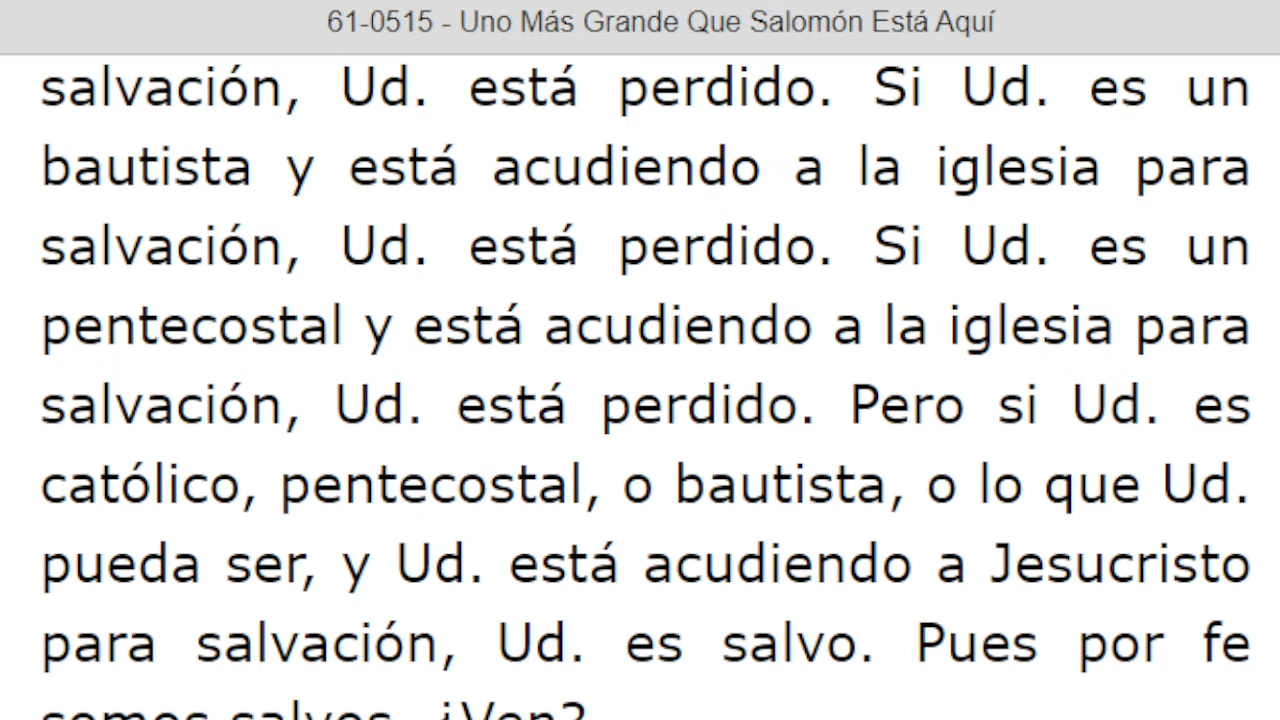 61-0515 - Uno Más Grande Que Salomón Está Aquí
salvación, Ud. está perdido. Si Ud. es un
bautista y está acudiendo a la iglesia para
salvación, Ud. está perdido. Si Ud. es un
pentecostal y está acudiendo a la iglesia para
salvación, Ud. está perdido. Pero si Ud. es
católico, pentecostal, o bautista, o lo que Ud.
pueda ser, y Ud. está acudiendo a Jesucristo
para salvación, Ud. es salvo. Pues por fe
somos salvos. ¿Ven?